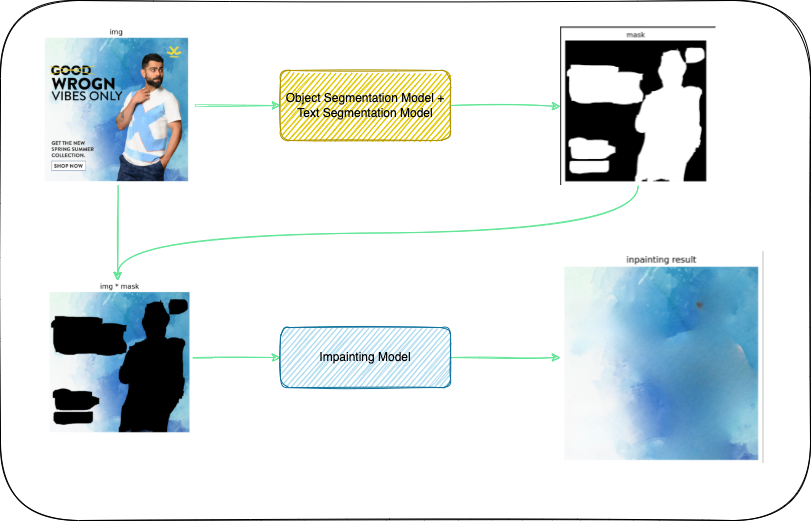 img
GOOD
WROGN
VIBES ONLY
GET THE NEW
SPRING SUMMER
COLLECTION.
SHOP NOW
Object Segmentation Model +
Text Segmentation Model
mask
img * mask
Impainting Model
inpainting result